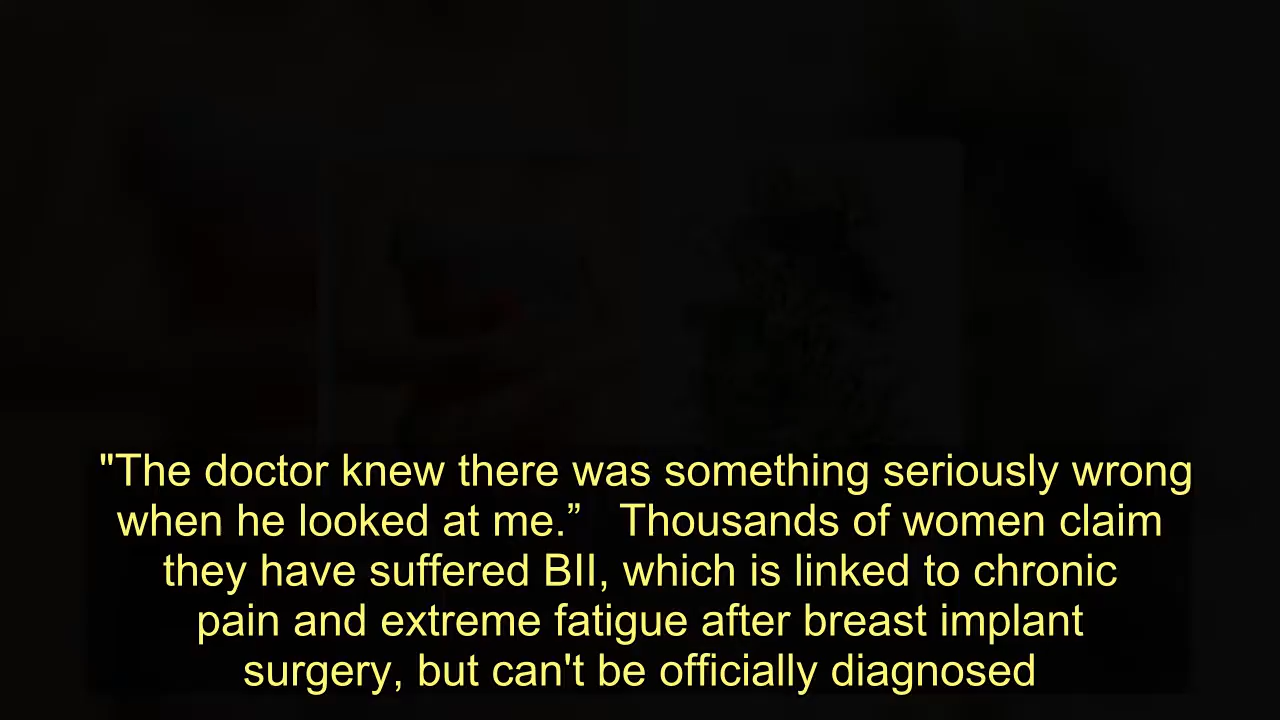 "The doctor knew there was something seriously wrong
when he looked at me.”   Thousands of women claim
they have suffered BII, which is linked to chronic
pain and extreme fatigue after breast implant
surgery, but can't be officially diagnosed